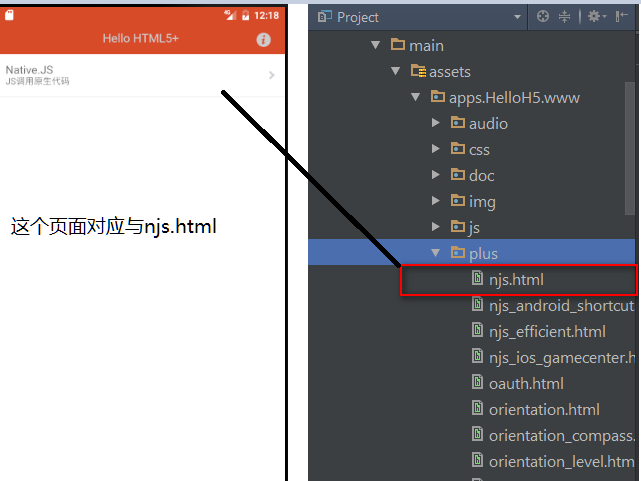 12:18
Hello HTML5+
Native.JS
JS调用原生代码
这个页面对应与njs.html
Project
main
assets
apps.HelloH5.www
audio
css
doc
img
js
plus
njs.html
njs_android_shortcut
njs_efficient.html
njs_ios_gamecenter.h
oauth.html
orientation.html
orientation_compass.
orientation_level.htm